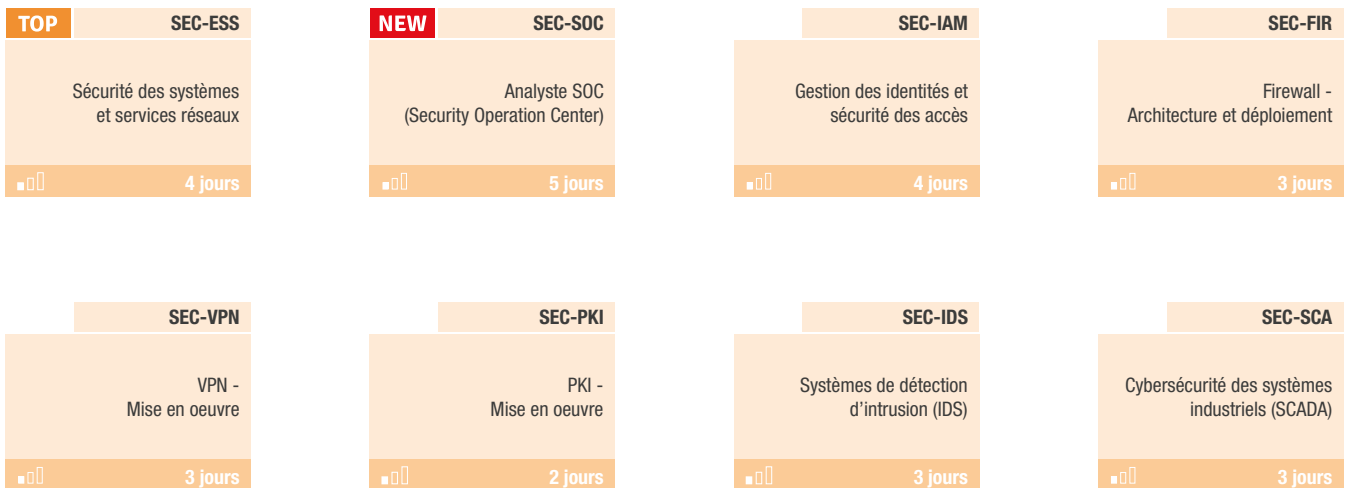 TOP SEC-ESS
Sécurité des systèmes
et services réseaux
4 jours
NEW SEC-SOC
Analyste SOC
(Security Operation Center)
5 jours
SEC-IAM
Gestion des identités et
sécurité des accès
4 jours
SEC-FIR
Firewall -
Architecture et déploiement
3 jours
SEC-VPN
VPN -
Mise en oeuvre
3 jours
SEC-PKI
PKI -
Mise en oeuvre
2 jours
SEC-IDS
Systèmes de détection
d'intrusion (IDS)
3 jours
SEC-SCA
Cybersécurité des systèmes
industriels (SCADA)
3 jours